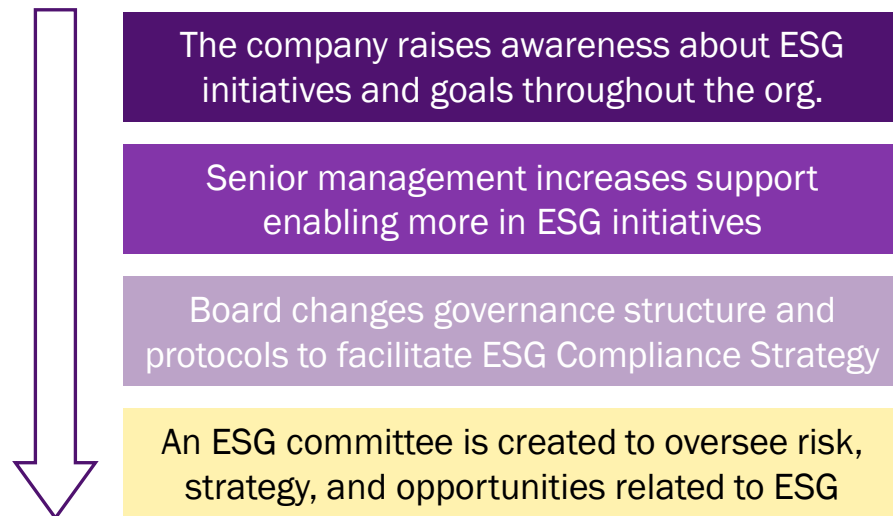 The company raises awareness about ESG
initiatives and goals throughout the org.
Senior management increases support
enabling more in ESG initiatives
Board changes governance structure and
protocols to facilitate ESG Compliance Strategy
An ESG committee is created to oversee risk,
strategy, and opportunities related to ESG